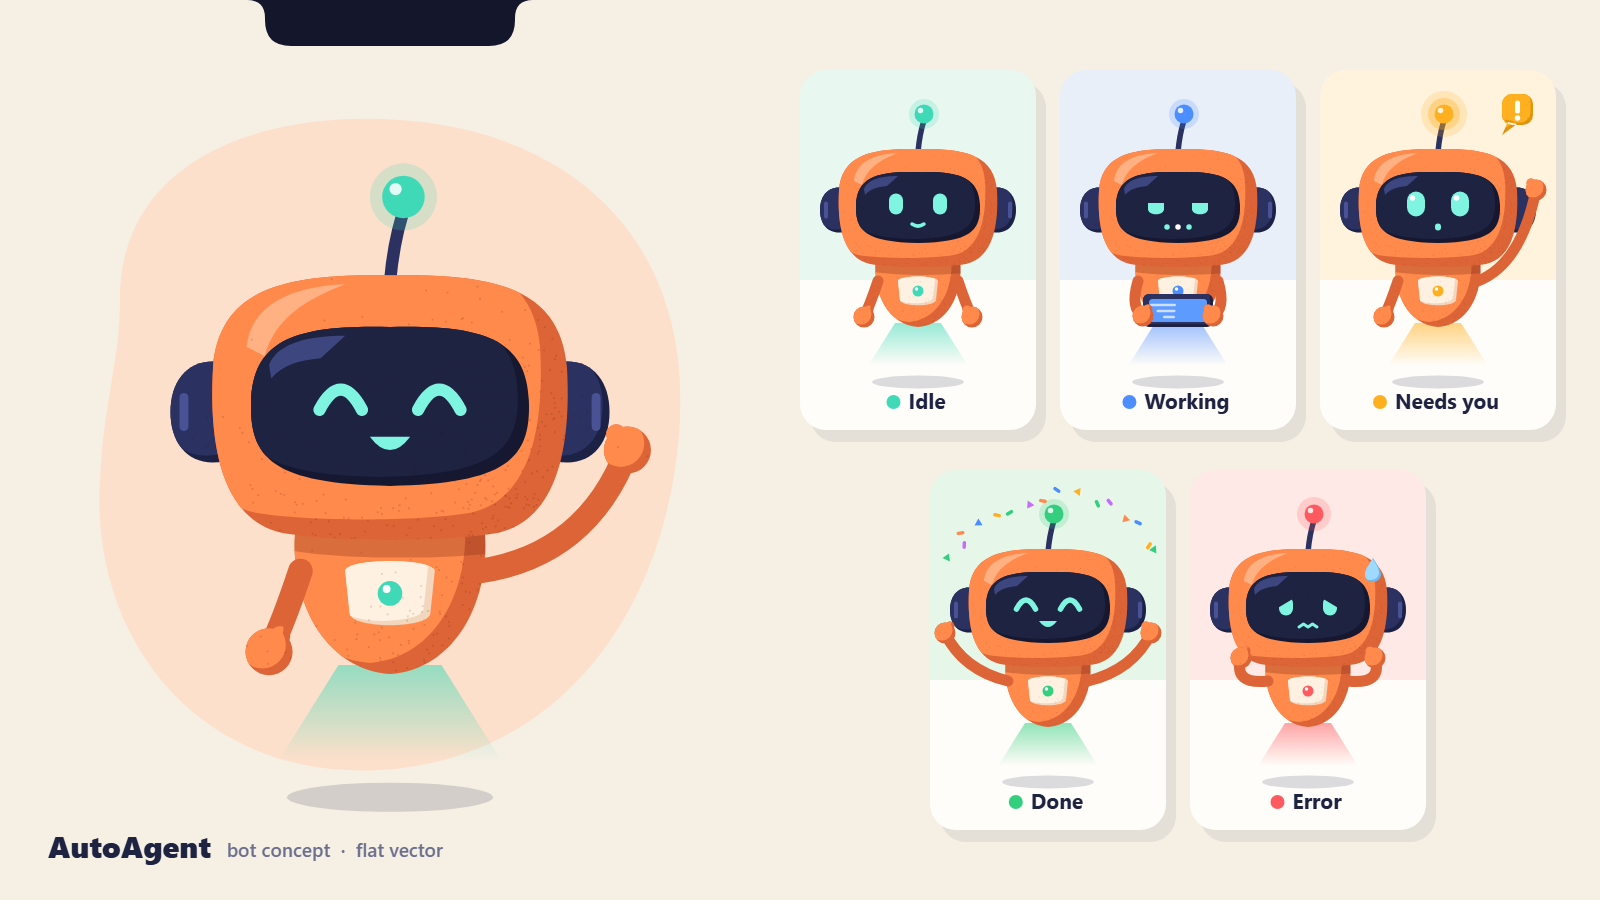 Idle
Working
Needs you
Done
Error
AutoAgent bot concept · flat vector